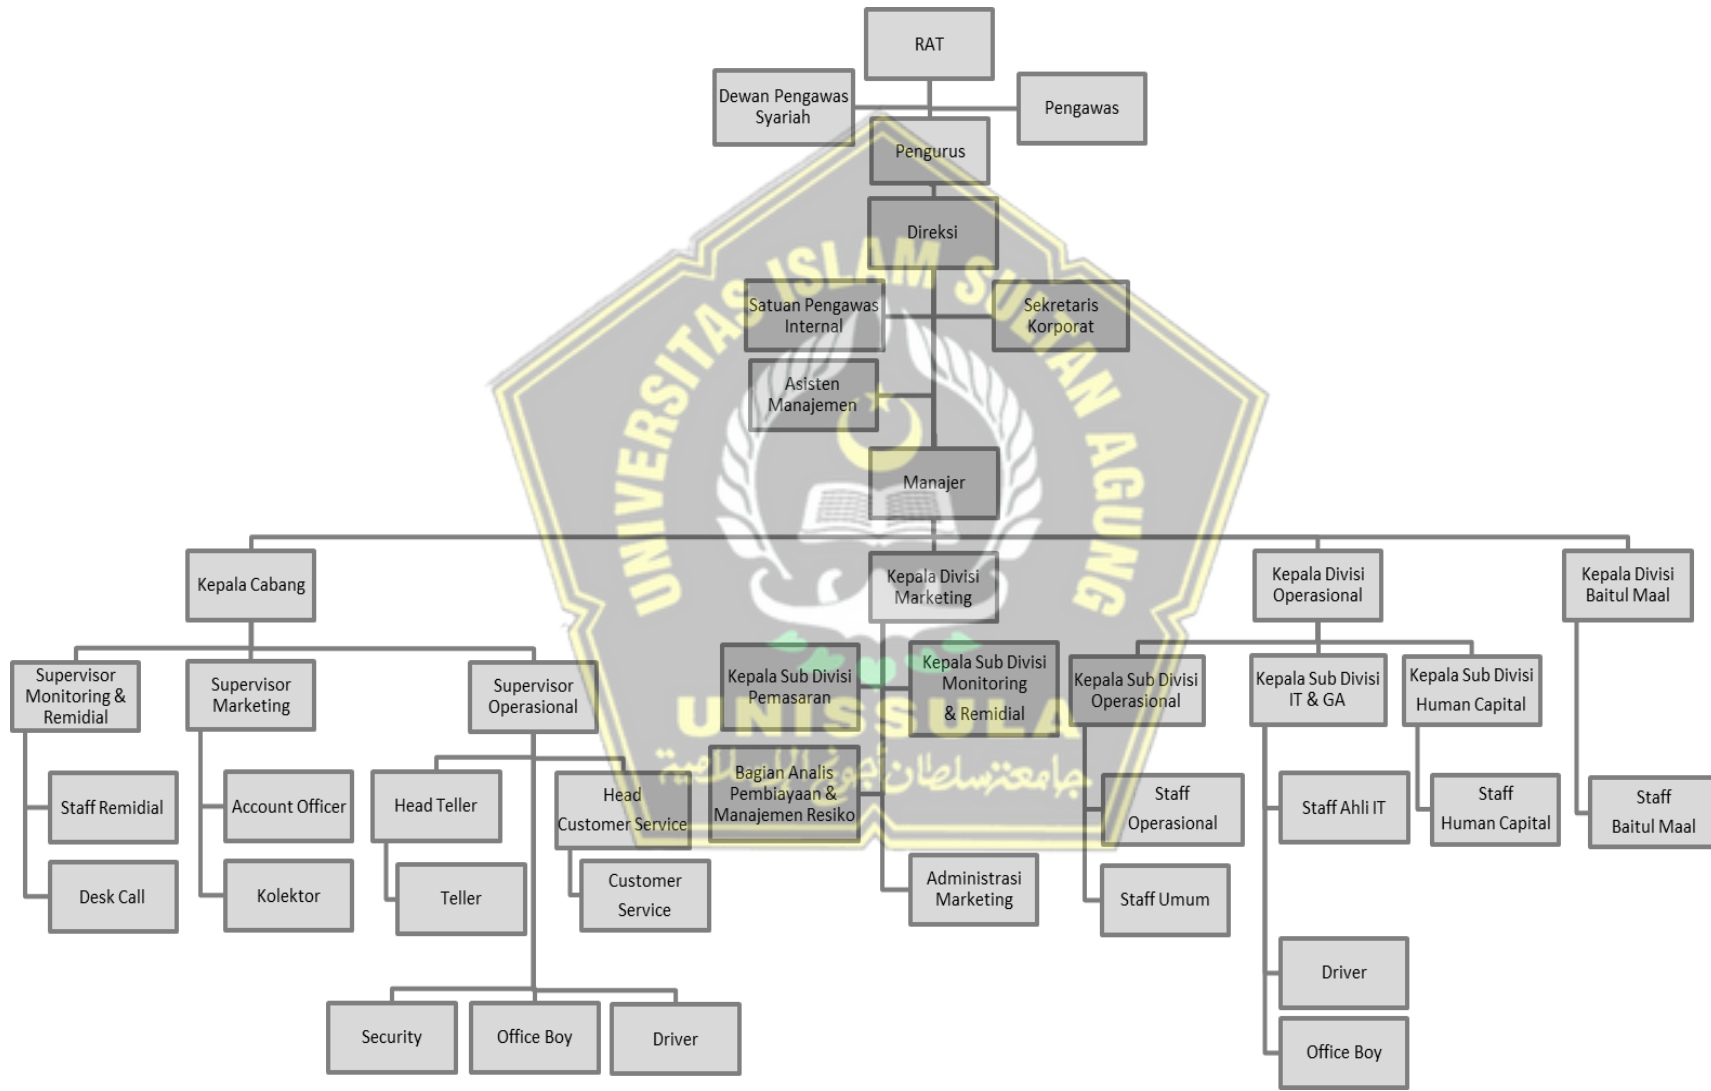 RAT
Dewan Pengawas
Syariah
Pengawas
Pengurus
Direksi
Satuan Pengawas
Internal
Sekretaris
Korporat
Asisten
Manajemen
Manajer
Kepala Cabang
Kepala Divisi
Marketing
Kepala Divisi
Operasional
Kepala Divisi
Baitul Maal
Supervisor
Monitoring &
Remidial
Supervisor
Marketing
Supervisor
Operasional
Kepala Sub Divisi
Pemasaran
Kepala Sub Divisi
Monitoring
& Remidial
Kepala Sub Divisi
Operasional
Kepala Sub Divisi
IT & GA
Kepala Sub Divisi
Human Capital
Staff Remidial
Account Officer
Head Teller
Head
Customer Service
Bagian Analis
Pembiayaan &
Manajemen Resiko
Staff
Operasional
Staff Ahli IT
Staff
Human Capital
Staff
Baitul Maal
Desk Call
Kolektor
Teller
Customer
Service
Administrasi
Marketing
Staff Umum
Driver
Security
Office Boy
Driver
Office Boy
UNIVERSITAS ISLAM SULTAN AGUNG
UNISSULA
جامعة سلطان أجونج الإسلامية